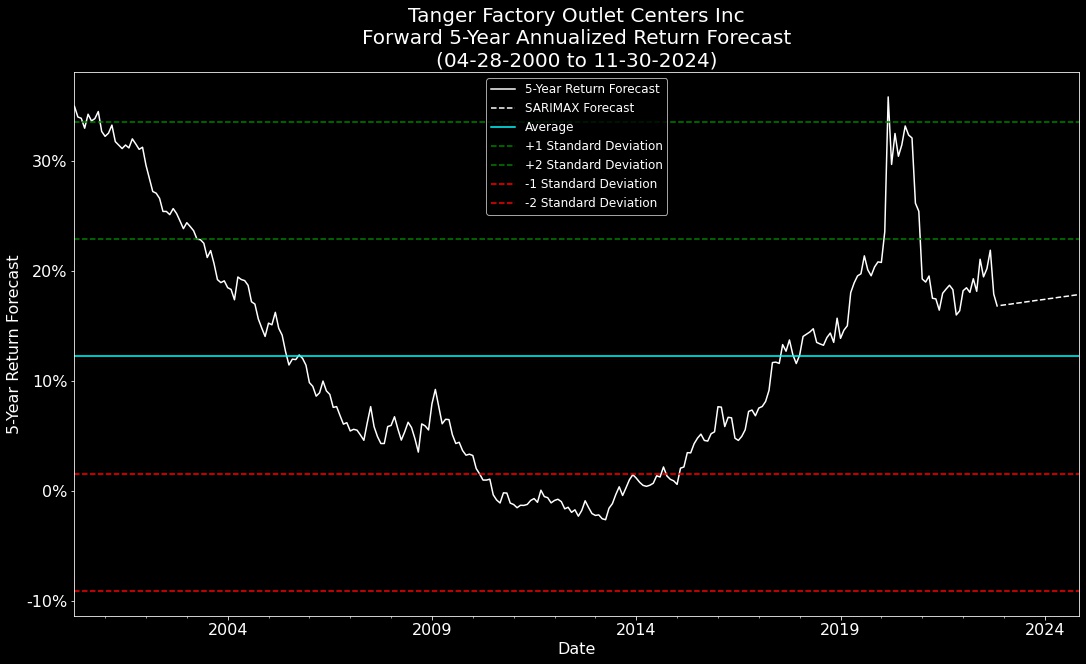 Tanger Factory Outlet Centers Inc
Forward 5-Year Annualized Return Forecast
(04-28-2000 to 11-30-2024)
5-Year Return Forecast
SARIMAX Forecast
Average
+1 Standard Deviation
+2 Standard Deviation
-1 Standard Deviation
-2 Standard Deviation
5-Year Return Forecast
30%
20%
10%
0%
-10%
2004
2009
2014
2019
2024
Date